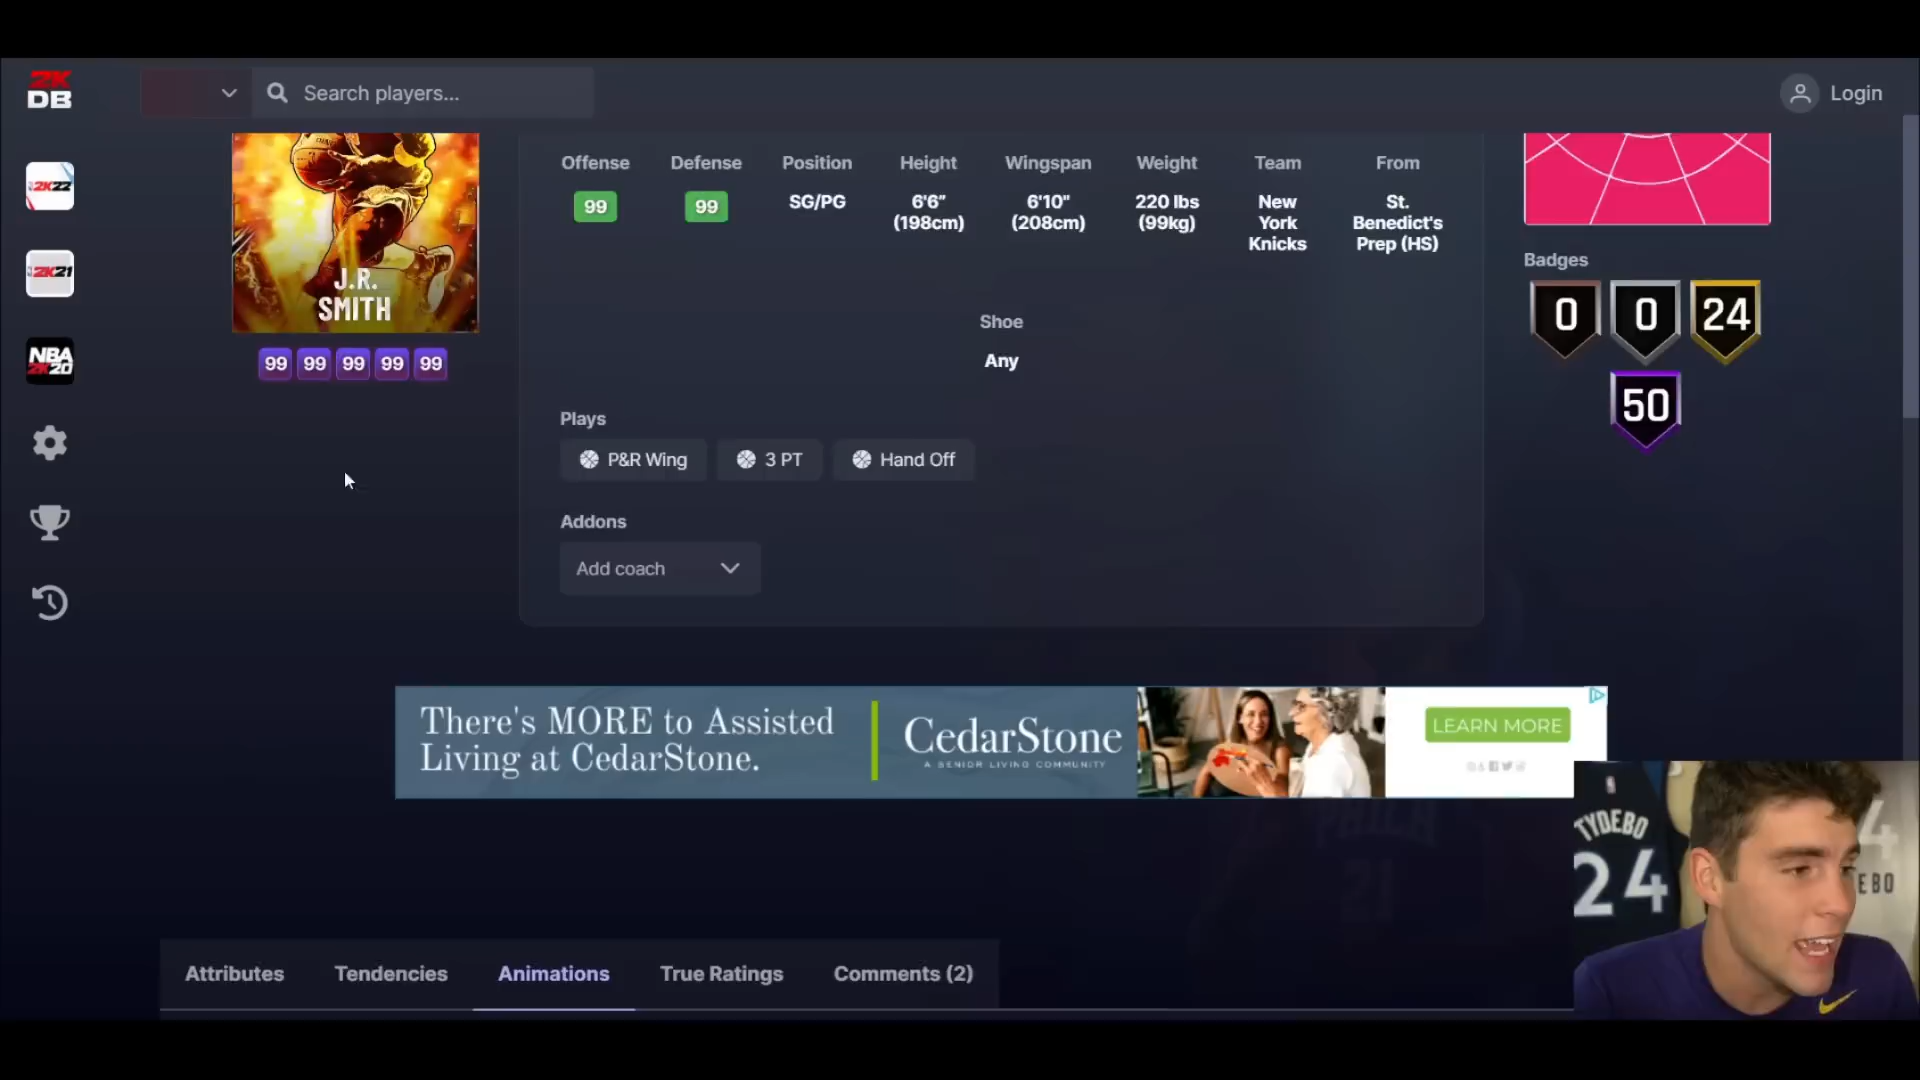 2K
DB
Search players...
Login
2K22
2K21
NBA
2K20
J.R.
SMITH
99 99 99 99 99
Offense Defense Position Height Wingspan Weight Team From
99 99 SG/PG 6'6" 6'10" 220 lbs New St.
(198cm) (208cm) (99kg) York Benedict's
Knicks Prep (HS)
Shoe
Any
Plays
P&R Wing 3 PT Hand Off
Addons
Add coach
Badges
0 0 24
50
There's MORE to Assisted
Living at CedarStone.
CedarStone
A SENIOR LIVING COMMUNITY
LEARN MORE
PHILA
21
TYDEBO
24
4
EBO
Attributes Tendencies Animations True Ratings Comments (2)